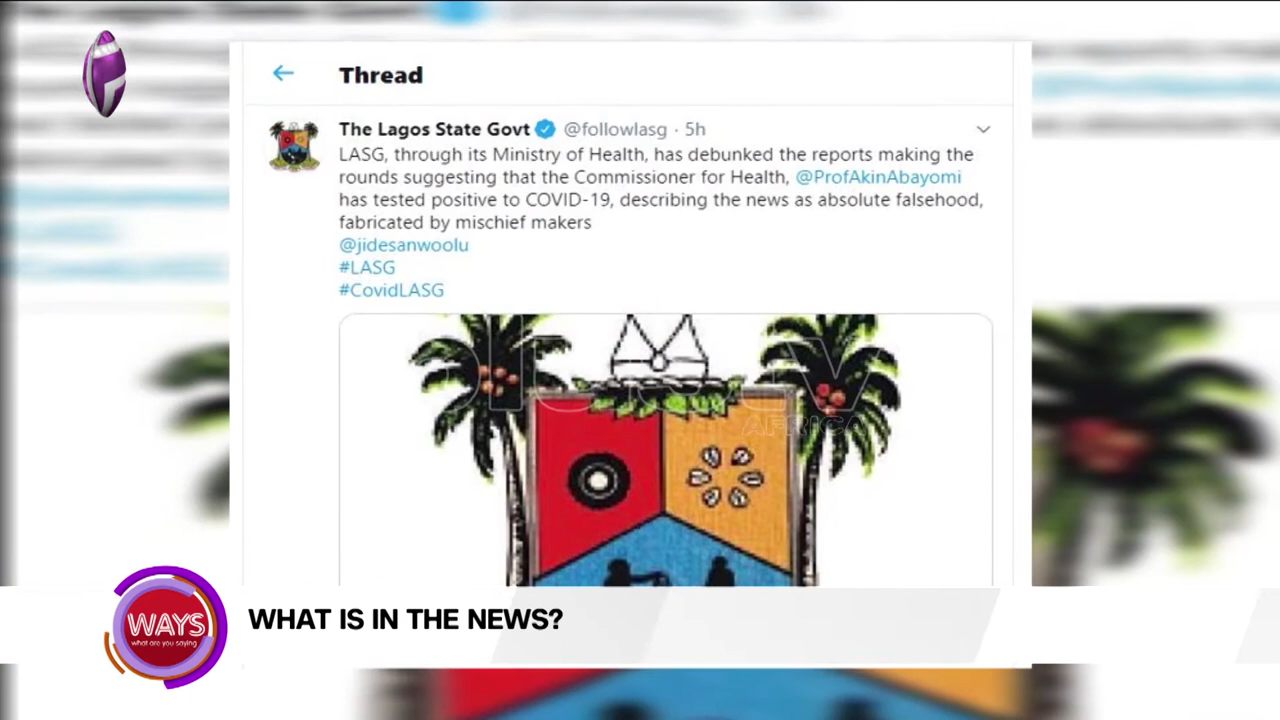 Thread
The Lagos State Govt @followlasg · 5h
LASG, through its Ministry of Health, has debunked the reports making the
rounds suggesting that the Commissioner for Health, @ProfAkinAbayomi
has tested positive to COVID-19, describing the news as absolute falsehood,
fabricated by mischief makers
@jidesanwoolu
#LASG
#CovidLASG
plustv
AFRICA
WAYS
what are you saying
WHAT IS IN THE NEWS?